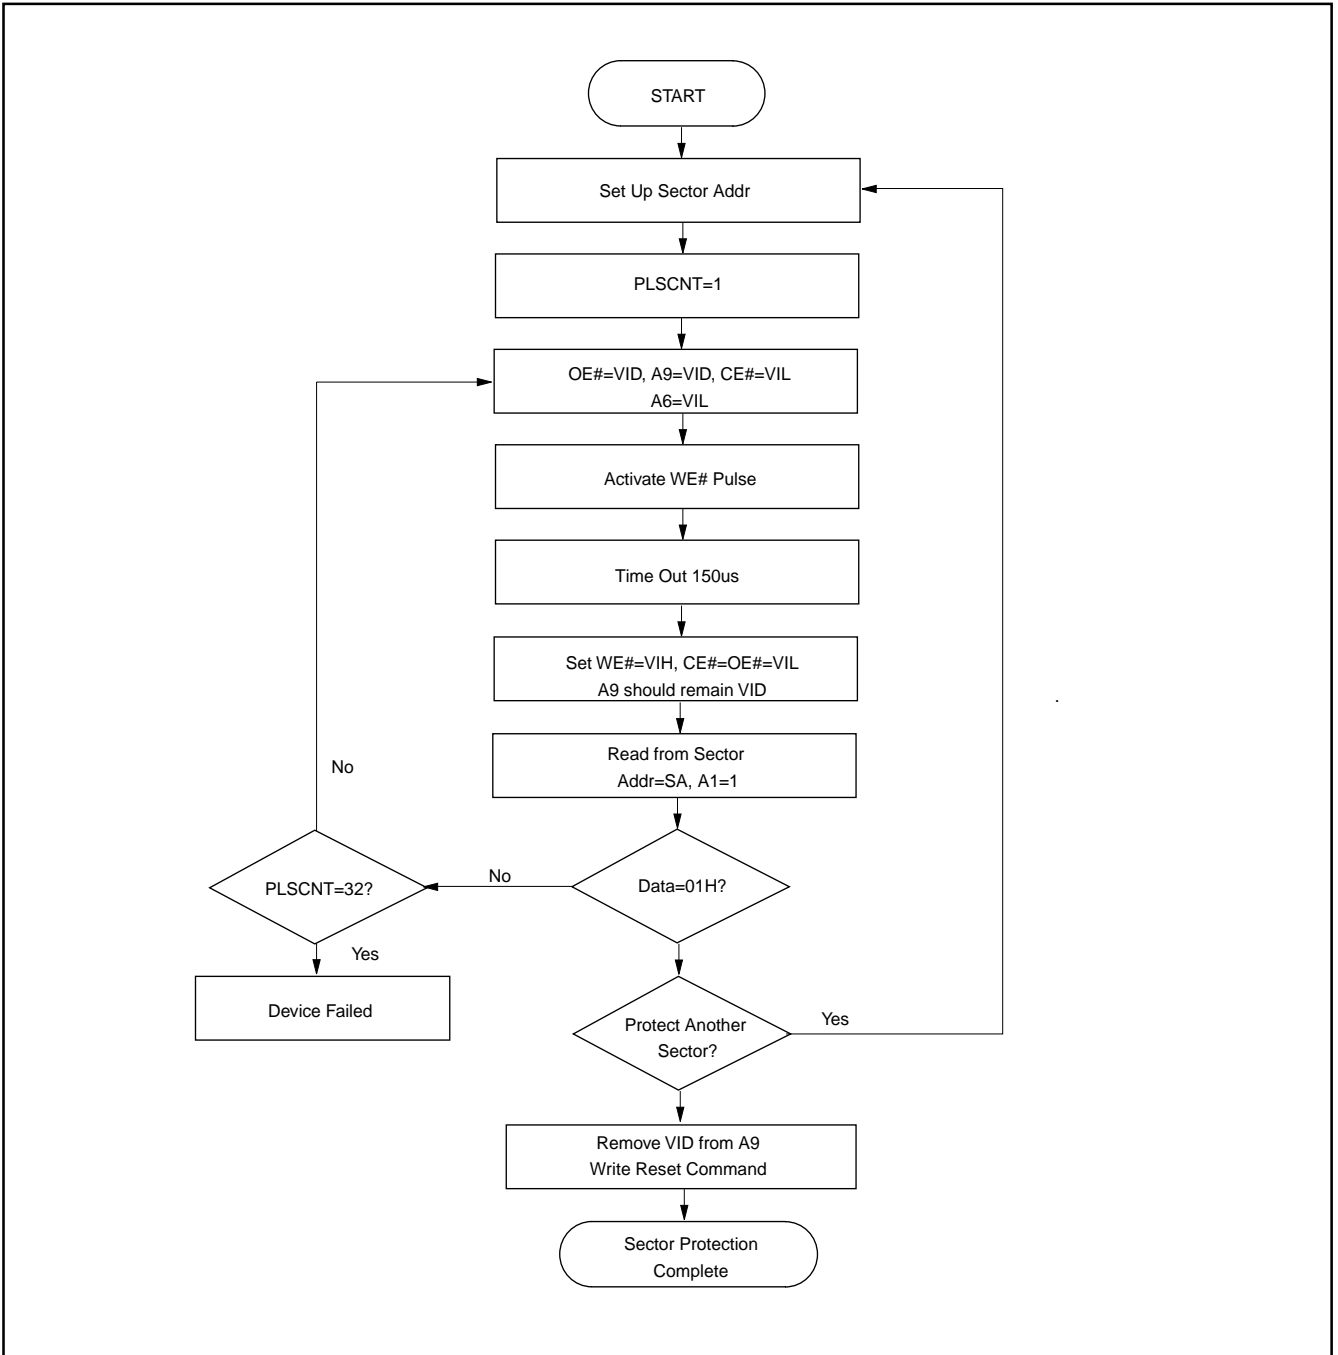 START
Set Up Sector Addr
PLSCNT=1
OE#=VID, A9=VID, CE#=VIL
A6=VIL
Activate WE# Pulse
Time Out 150us
Set WE#=VIH, CE#=OE#=VIL
A9 should remain VID
Read from Sector
Addr=SA, A1=1
No
PLSCNT=32?
No
Data=01H?
Yes
Device Failed
Protect Another
Sector?
Yes
Remove VID from A9
Write Reset Command
Sector Protection
Complete
.